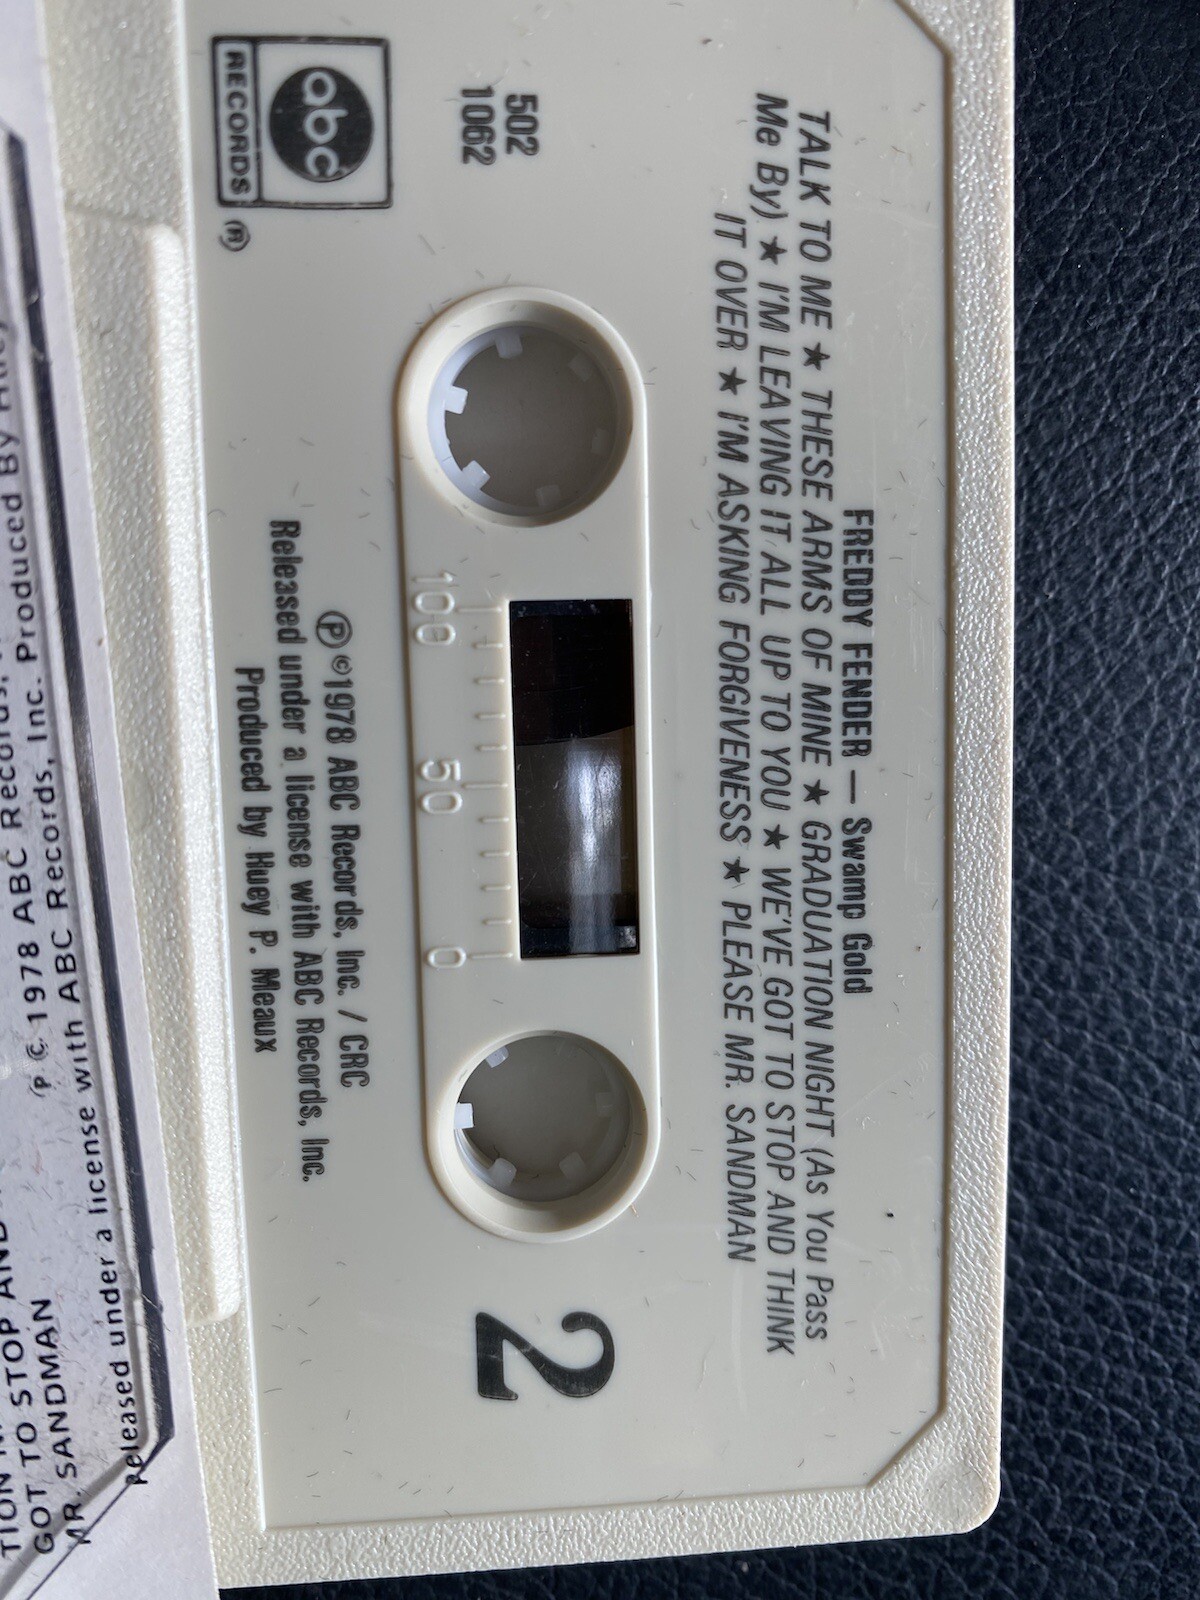 FREDDY FENDER — Swamp Gold
TALK TO ME ★ THESE ARMS OF MINE ★ GRADUATION NIGHT (As You Pass
Me By) ★ I'M LEAVING IT ALL UP TO YOU ★ WE'VE GOT TO STOP AND THINK
IT OVER ★ I'M ASKING FORGIVENESS ★ PLEASE MR. SANDMAN
502
1062
2
100 50 0
abc
RECORDS ®
℗ ©1978 ABC Records, Inc. / CRC
Released under a license with ABC Records, Inc.
Produced by Huey P. Meaux
GOT TO STOP AND
MR. SANDMAN
℗ © 1978 ABC Records,
Released under a license with ABC Records, Inc. Produced By